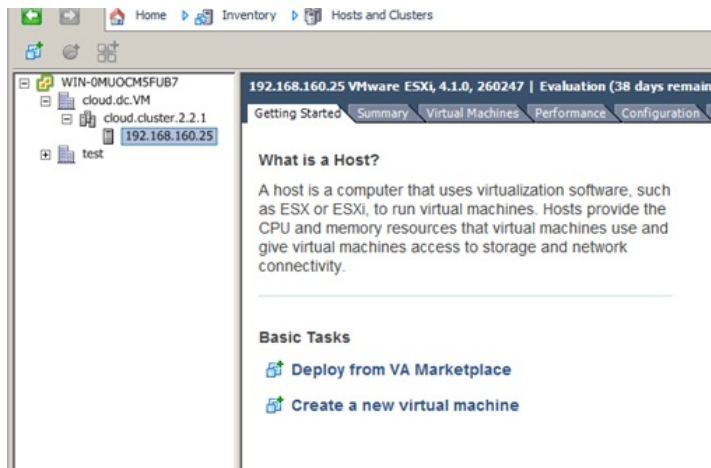 Home Inventory Hosts and Clusters
WIN-0MUOCM5FUB7
cloud.dc.VM
cloud.cluster.2.2.1
192.168.160.25
test
192.168.160.25 VMware ESXi, 4.1.0, 260247 | Evaluation (38 days remain
Getting Started Summary Virtual Machines Performance Configuration
What is a Host?
A host is a computer that uses virtualization software, such
as ESX or ESXi, to run virtual machines. Hosts provide the
CPU and memory resources that virtual machines use and
give virtual machines access to storage and network
connectivity.
Basic Tasks
Deploy from VA Marketplace
Create a new virtual machine